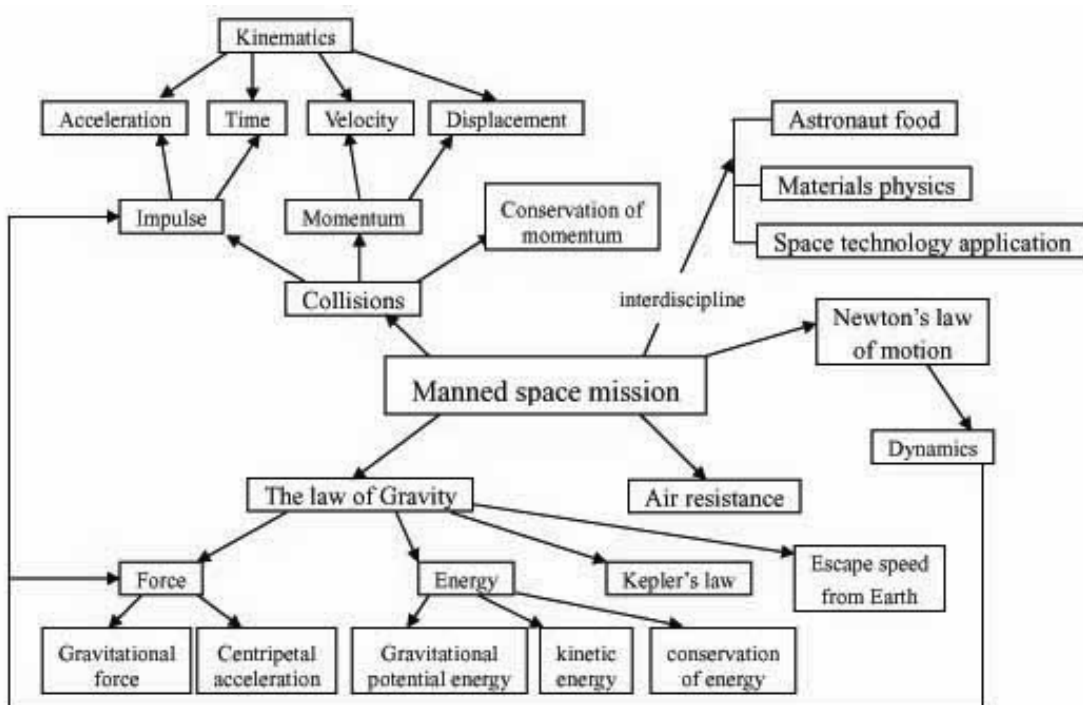 Kinematics
Acceleration
Time
Velocity
Displacement
Astronaut food
Materials physics
Space technology application
Impulse
Momentum
Conservation of
momentum
Collisions
interdiscipline
Newton's law
of motion
Manned space mission
Dynamics
The law of Gravity
Air resistance
Force
Energy
Kepler's law
Escape speed
from Earth
Gravitational
force
Centripetal
acceleration
Gravitational
potential energy
kinetic
energy
conservation
of energy